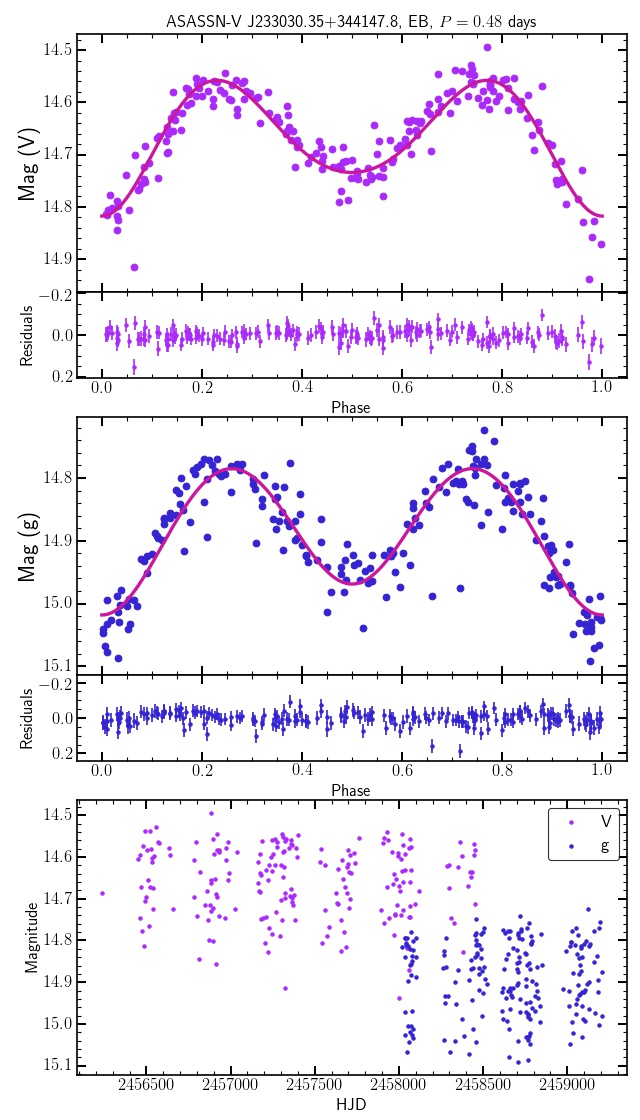 ASASSN-V J233030.35+344147.8, EB, P = 0.48 days
14.5
14.6
14.7
14.8
14.9
Mag (V)
−0.2
0.0
0.2
Residuals
0.0 0.2 0.4 0.6 0.8 1.0
Phase
14.8
14.9
15.0
15.1
Mag (g)
−0.2
0.0
0.2
Residuals
0.0 0.2 0.4 0.6 0.8 1.0
Phase
14.5
14.6
14.7
14.8
14.9
15.0
15.1
Magnitude
V
g
2456500 2457000 2457500 2458000 2458500 2459000
HJD